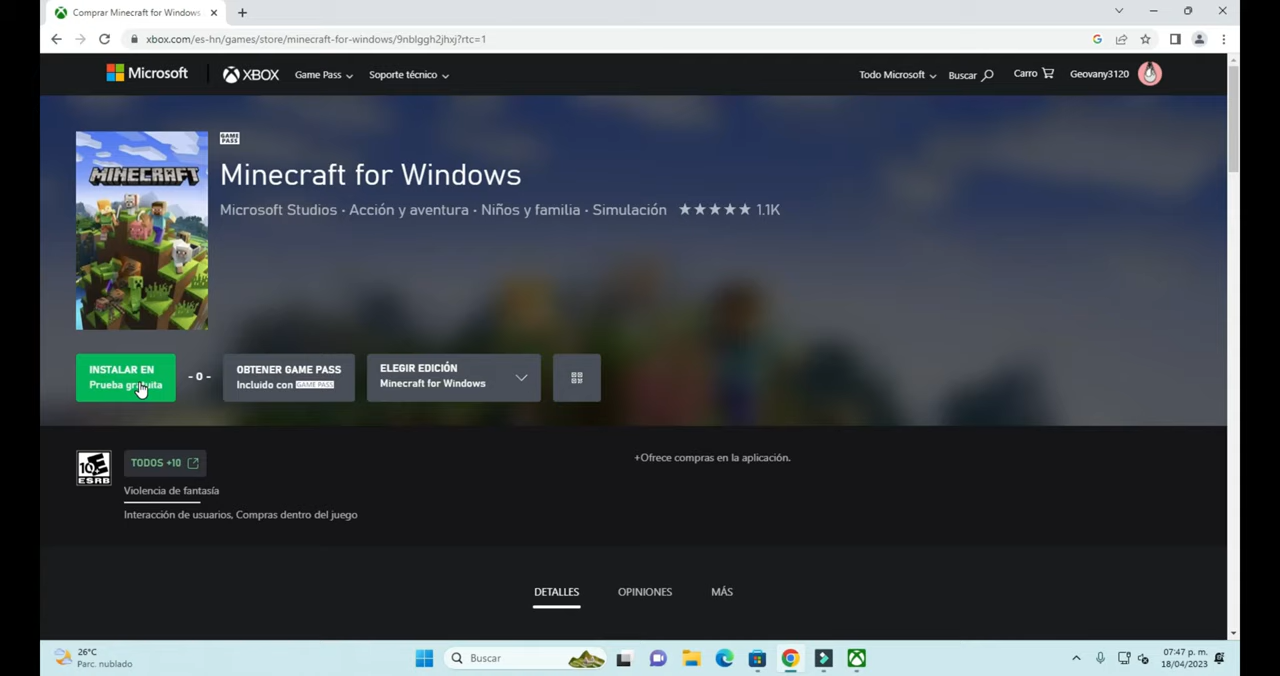 Comprar Minecraft for Windows
xbox.com/es-hn/games/store/minecraft-for-windows/9nblggh2jhxj?rtc=1
Microsoft XBOX Game Pass Soporte técnico Todo Microsoft Buscar Carro Geovany3120
GAME PASS
Minecraft for Windows
Microsoft Studios · Acción y aventura · Niños y familia · Simulación ★★★★★ 1.1K
MINECRAFT
INSTALAR EN
Prueba gratuita
- O -
OBTENER GAME PASS
Incluido con GAME PASS
ELEGIR EDICIÓN
Minecraft for Windows
10+
ESRB
TODOS +10
Violencia de fantasía
Interacción de usuarios, Compras dentro del juego
+Ofrece compras en la aplicación.
DETALLES OPINIONES MÁS
26°C
Parc. nublado
Buscar
07:47 p. m.
18/04/2023